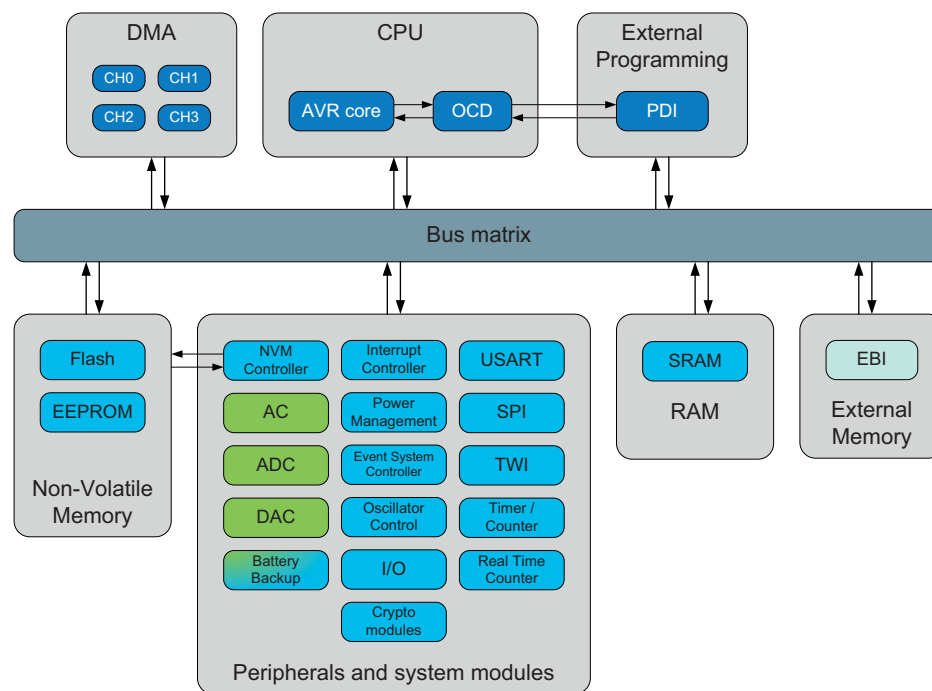 DMA
CH0
CH1
CH2
CH3
CPU
AVR core
OCD
External
Programming
PDI
Bus matrix
Flash
EEPROM
Non-Volatile
Memory
NVM
Controller
Interrupt
Controller
USART
AC
Power
Management
SPI
ADC
Event System
Controller
TWI
DAC
Oscillator
Control
Timer /
Counter
Battery
Backup
I/O
Real Time
Counter
Crypto
modules
Peripherals and system modules
SRAM
RAM
EBI
External
Memory